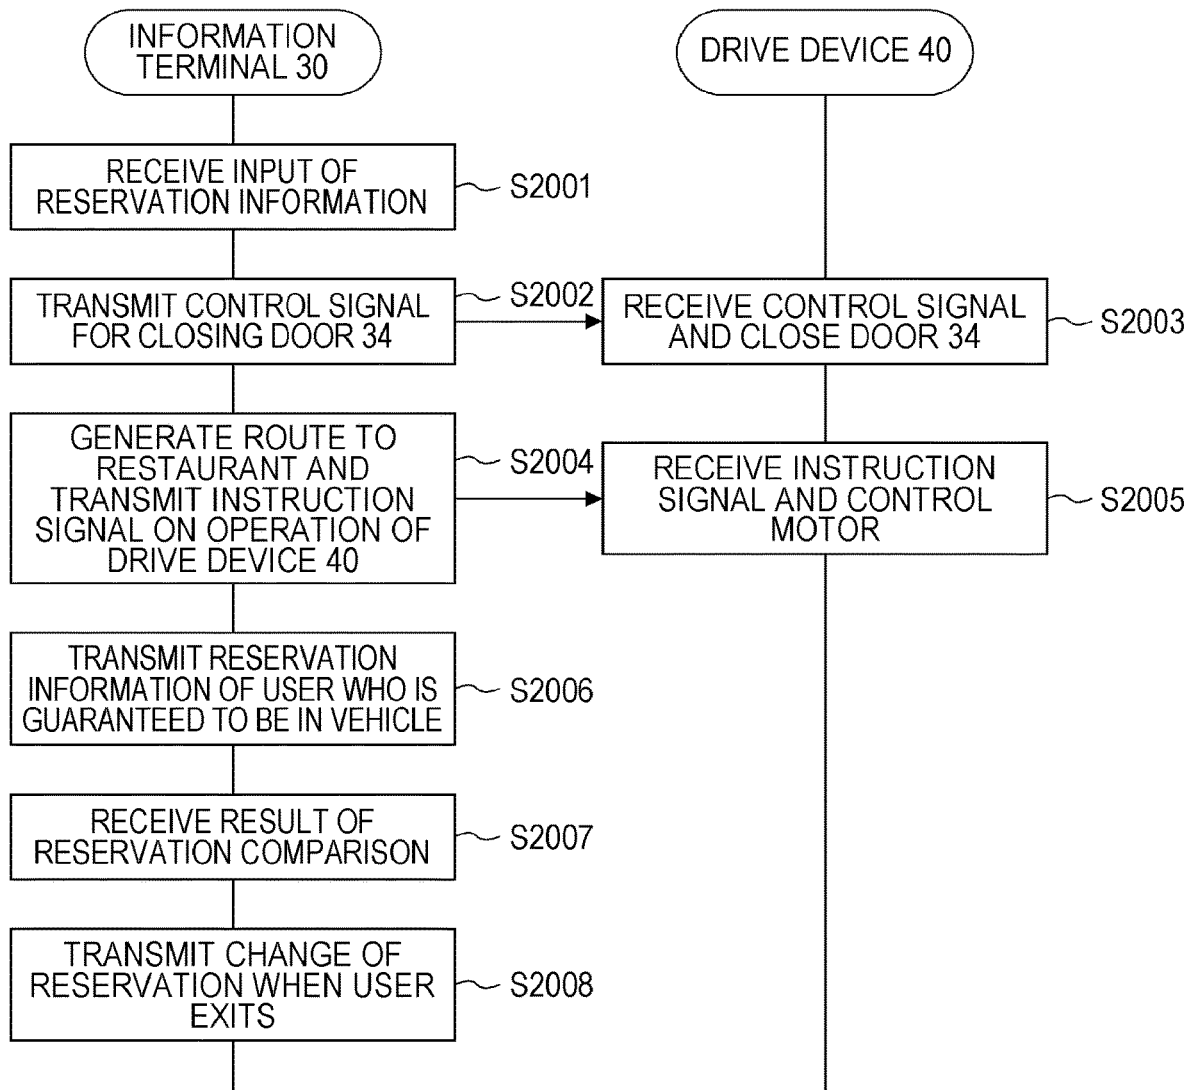 INFORMATION
TERMINAL 30
DRIVE DEVICE 40
RECEIVE INPUT OF
RESERVATION INFORMATION
S2001
TRANSMIT CONTROL SIGNAL
FOR CLOSING DOOR 34
S2002
RECEIVE CONTROL SIGNAL
AND CLOSE DOOR 34
S2003
GENERATE ROUTE TO
RESTAURANT AND
TRANSMIT INSTRUCTION
SIGNAL ON OPERATION OF
DRIVE DEVICE 40
S2004
RECEIVE INSTRUCTION
SIGNAL AND CONTROL
MOTOR
S2005
TRANSMIT RESERVATION
INFORMATION OF USER WHO IS
GUARANTEED TO BE IN VEHICLE
S2006
RECEIVE RESULT OF
RESERVATION COMPARISON
S2007
TRANSMIT CHANGE OF
RESERVATION WHEN USER
EXITS
S2008